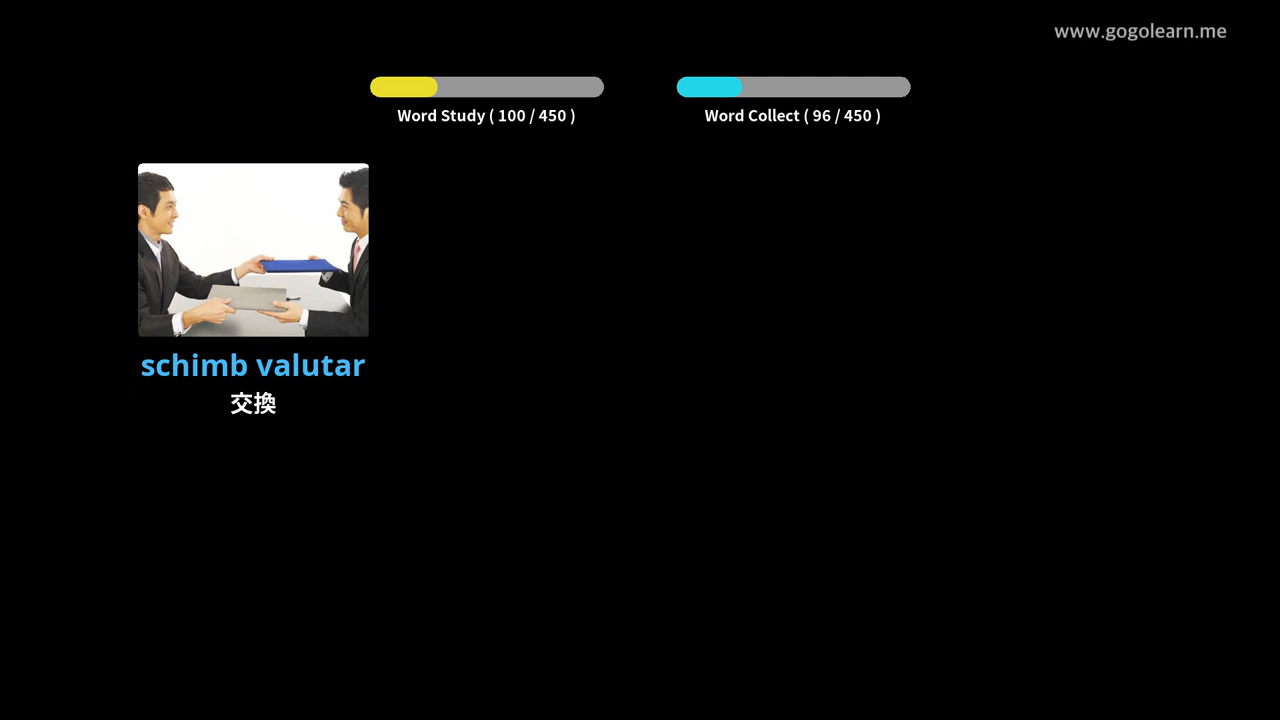 www.gogolearn.me
Word Study ( 100 / 450 )
Word Collect ( 96 / 450 )
schimb valutar
交換